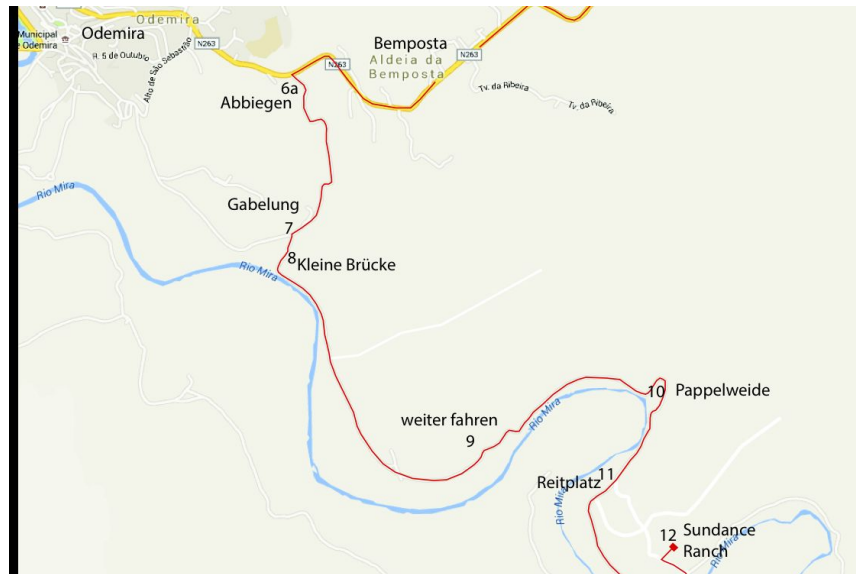 Odemira
Municipal
e Odemira
Odemira
R. 5 de Outubro
Alto de São Sebastião
N263
N263
Bemposta
Aldeia da
Bemposta
N263
Tv. da Ribeira
Tv. da Ribeira
6a
Abbiegen
Rio Mira
Gabelung
7
8 Kleine Brücke
Rio Mira
10 Pappelweide
weiter fahren
9
Rio Mira
Reitplatz 11
Rio Mira
12 Sundance
Ranch
Rio Mira